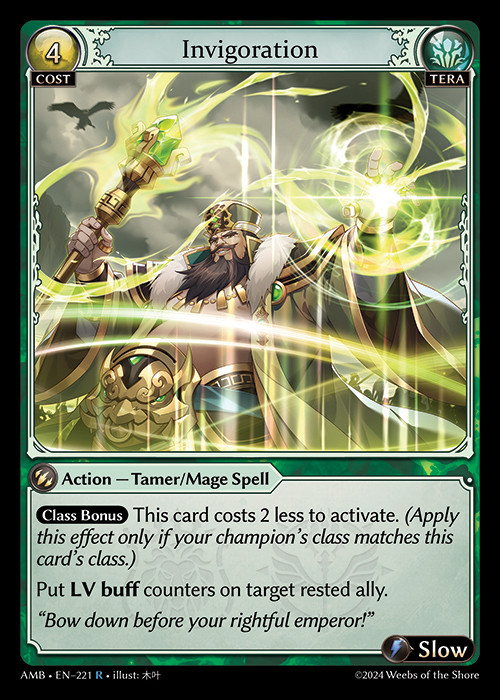 4
Invigoration
COST
TERA
Action — Tamer/Mage Spell
Class Bonus This card costs 2 less to activate. (Apply
this effect only if your champion's class matches this
card's class.)
Put LV buff counters on target rested ally.
"Bow down before your rightful emperor!"
Slow
AMB • EN–221 R • illust: 木叶
©2024 Weebs of the Shore